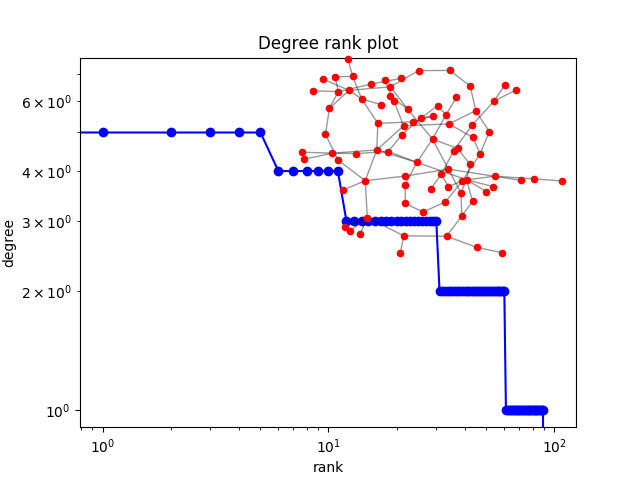 Degree rank plot
degree
6 × 10⁰
4 × 10⁰
3 × 10⁰
2 × 10⁰
10⁰
10⁰
10¹
10²
rank